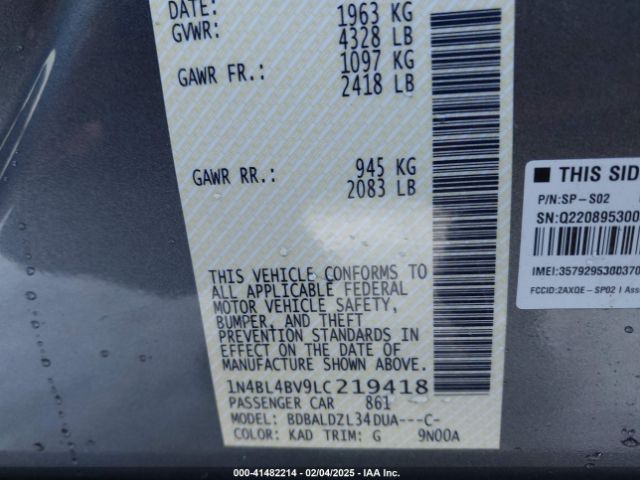 DATE: 1963 KG
GVWR: 4328 LB
GAWR FR.: 1097 KG
2418 LB
GAWR RR.: 945 KG
2083 LB
THIS VEHICLE CONFORMS TO
ALL APPLICABLE FEDERAL
MOTOR VEHICLE SAFETY,
BUMPER, AND THEFT
PREVENTION STANDARDS IN
EFFECT ON THE DATE OF
MANUFACTURE SHOWN ABOVE.
1N4BL4BV9LC219418
PASSENGER CAR 861
MODEL: BDBALDZL34DUA---C-
COLOR: KAD TRIM: G 9N00A
THIS SID
P/N:SP-S02
SN:Q220895300
IMEI:3579295300370
FCCID:2AXQE-SP02 I Ass
000-41482214 - 02/04/2025 - IAAI.COM